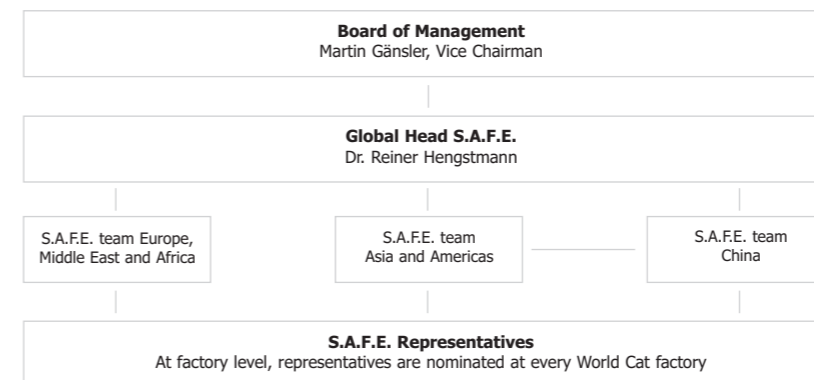 Board of Management
Martin Gänsler, Vice Chairman
Global Head S.A.F.E.
Dr. Reiner Hengstmann
S.A.F.E. team Europe,
Middle East and Africa
S.A.F.E. team
Asia and Americas
S.A.F.E. team
China
S.A.F.E. Representatives
At factory level, representatives are nominated at every World Cat factory